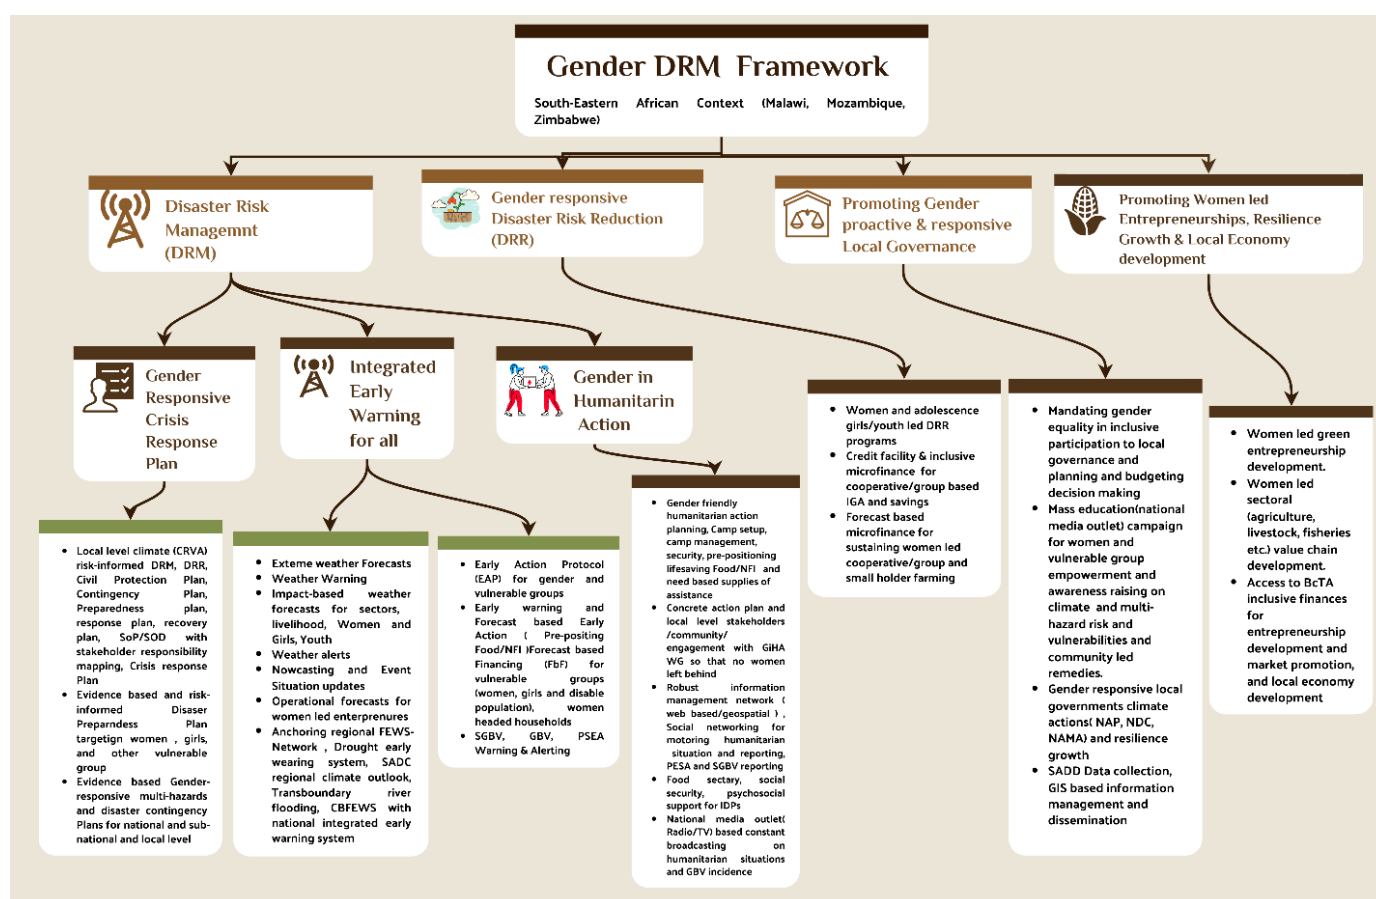 Gender DRM Framework
South-Eastern African Context (Malawi, Mozambique,
Zimbabwe)
Disaster Risk
Managemnt
(DRM)
Gender responsive
Disaster Risk Reduction
(DRR)
Promoting Gender
proactive & responsive
Local Governance
Promoting Women led
Entrepreneurships, Resilience
Growth & Local Economy
development
Gender
Responsive
Crisis
Response
Plan
Integrated
Early
Warning
for all
Gender in
Humanitarin
Action
• Local level climate (CRVA)
risk-informed DRM, DRR,
Civil Protection Plan,
Contingency Plan,
Preparedness plan,
response plan, recovery
plan, SoP/SOD with
stakeholder responsibility
mapping, Crisis response
Plan
• Evidence based and risk-
informed Disaser
Preparndess Plan
targetign women , girls,
and other vulnerable
group
• Evidence based Gender-
responsive multi-hazards
and disaster contingency
Plans for national and sub-
national and local level
• Exteme weather Forecasts
• Weather Warning
• Impact-based weather
forecasts for sectors,
livelihood, Women and
Girls, Youth
• Weather alerts
• Nowcasting and Event
Situation updates
• Operational forecasts for
women led enterprenures
• Anchoring regional FEWS-
Network , Drought early
wearing system, SADC
regional climate outlook,
Transboundary river
flooding, CBFEWS with
national integrated early
warning system
• Early Action Protocol
(EAP) for gender and
vulnerable groups
• Early warning and
Forecast based Early
Action ( Pre-positing
Food/NFI )Forecast based
Financing (FbF) for
vulnerable groups
(women, girls and disable
population), women
headed households
• SGBV, GBV, PSEA
Warning & Alerting
• Gender friendly
humanitarian action
planning, Camp setup,
camp management,
security, pre-positioning
lifesaving Food/NFI and
need based supplies of
assistance
• Concrete action plan and
local level stakeholders
/community/
engagement with GiHA
WG so that no women
left behind
• Robust information
management network (
web based/geospatial ) ,
Social networking for
motoring humanitarian
situation and reporting,
PESA and SGBV reporting
• Food sectary, social
security, psychosocial
support for IDPs
• National media outlet(
Radio/TV) based constant
broadcasting on
humanitarian situations
and GBV incidence
• Women and adolescence
girls/youth led DRR
programs
• Credit facility & inclusive
microfinance for
cooperative/group based
IGA and savings
• Forecast based
microfinance for
sustaining women led
cooperative/group and
small holder farming
• Mandating gender
equality in inclusive
participation to local
governance and
planning and budgeting
decision making
• Mass education(national
media outlet) campaign
for women and
vulnerable group
empowerment and
awareness raising on
climate and multi-
hazard risk and
vulnerabilities and
community led
remedies.
• Gender responsive local
governments climate
actions( NAP, NDC,
NAMA) and resilience
growth
• SADD Data collection,
GIS based information
management and
dissemination
• Women led green
entrepreneurship
development.
• Women led
sectoral
(agriculture,
livestock, fisheries
etc.) value chain
development.
• Access to BcTA
inclusive finances
for
entrepreneurship
development and
market promotion,
and local economy
development